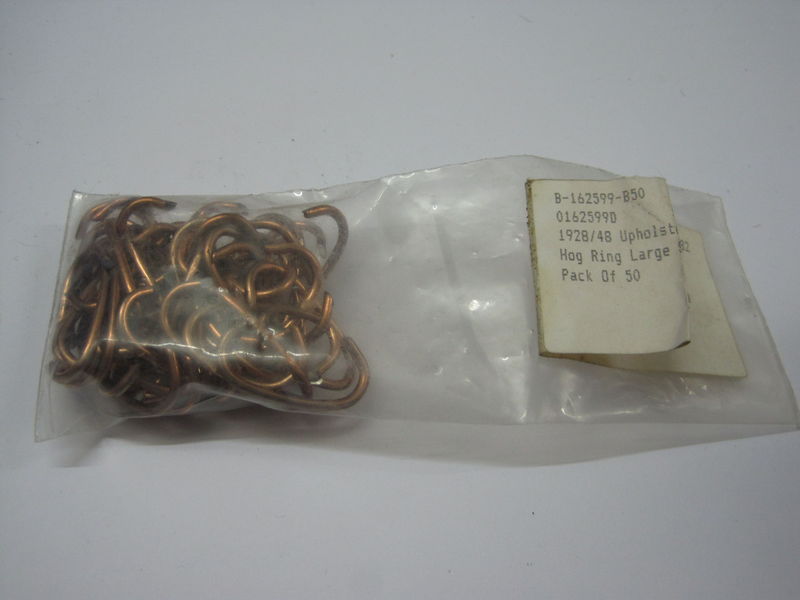 B-162599-B50
0162599D
1928/48 Upholst
Hog Ring Large
Pack Of 50